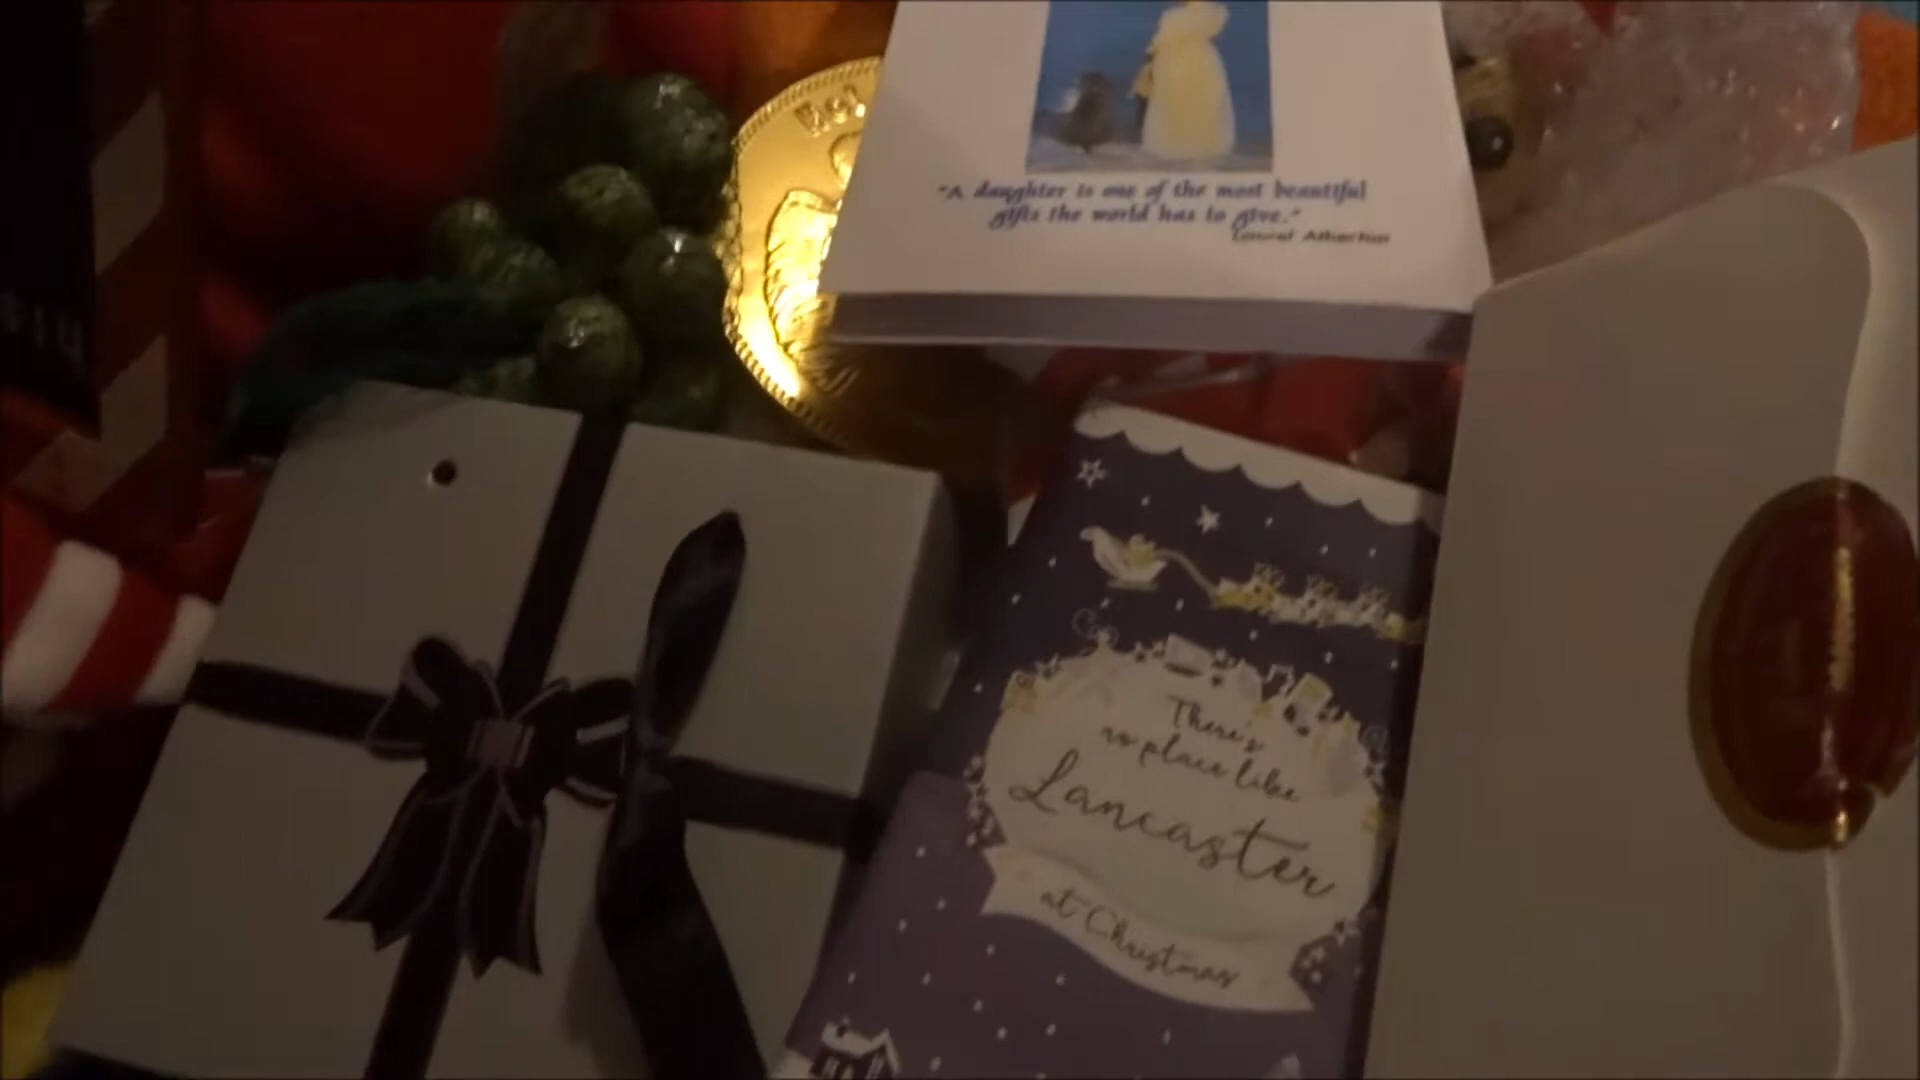 "A daughter is one of the most beautiful
gifts the world has to give."
Laurel Atherton
There's
no place like
Lancaster
at Christmas